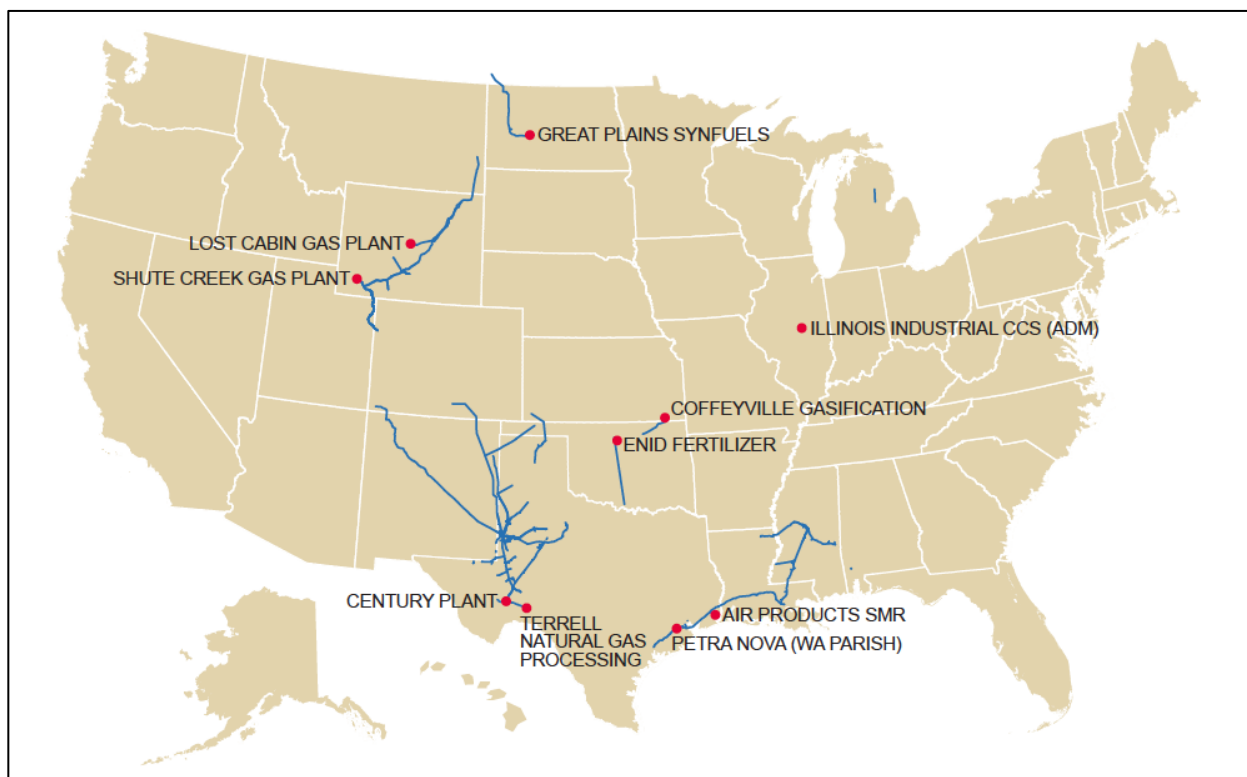 GREAT PLAINS SYNFUELS
LOST CABIN GAS PLANT
SHUTE CREEK GAS PLANT
ILLINOIS INDUSTRIAL CCS (ADM)
COFFEYVILLE GASIFICATION
ENID FERTILIZER
CENTURY PLANT
TERRELL
NATURAL GAS
PROCESSING
AIR PRODUCTS SMR
PETRA NOVA (WA PARISH)